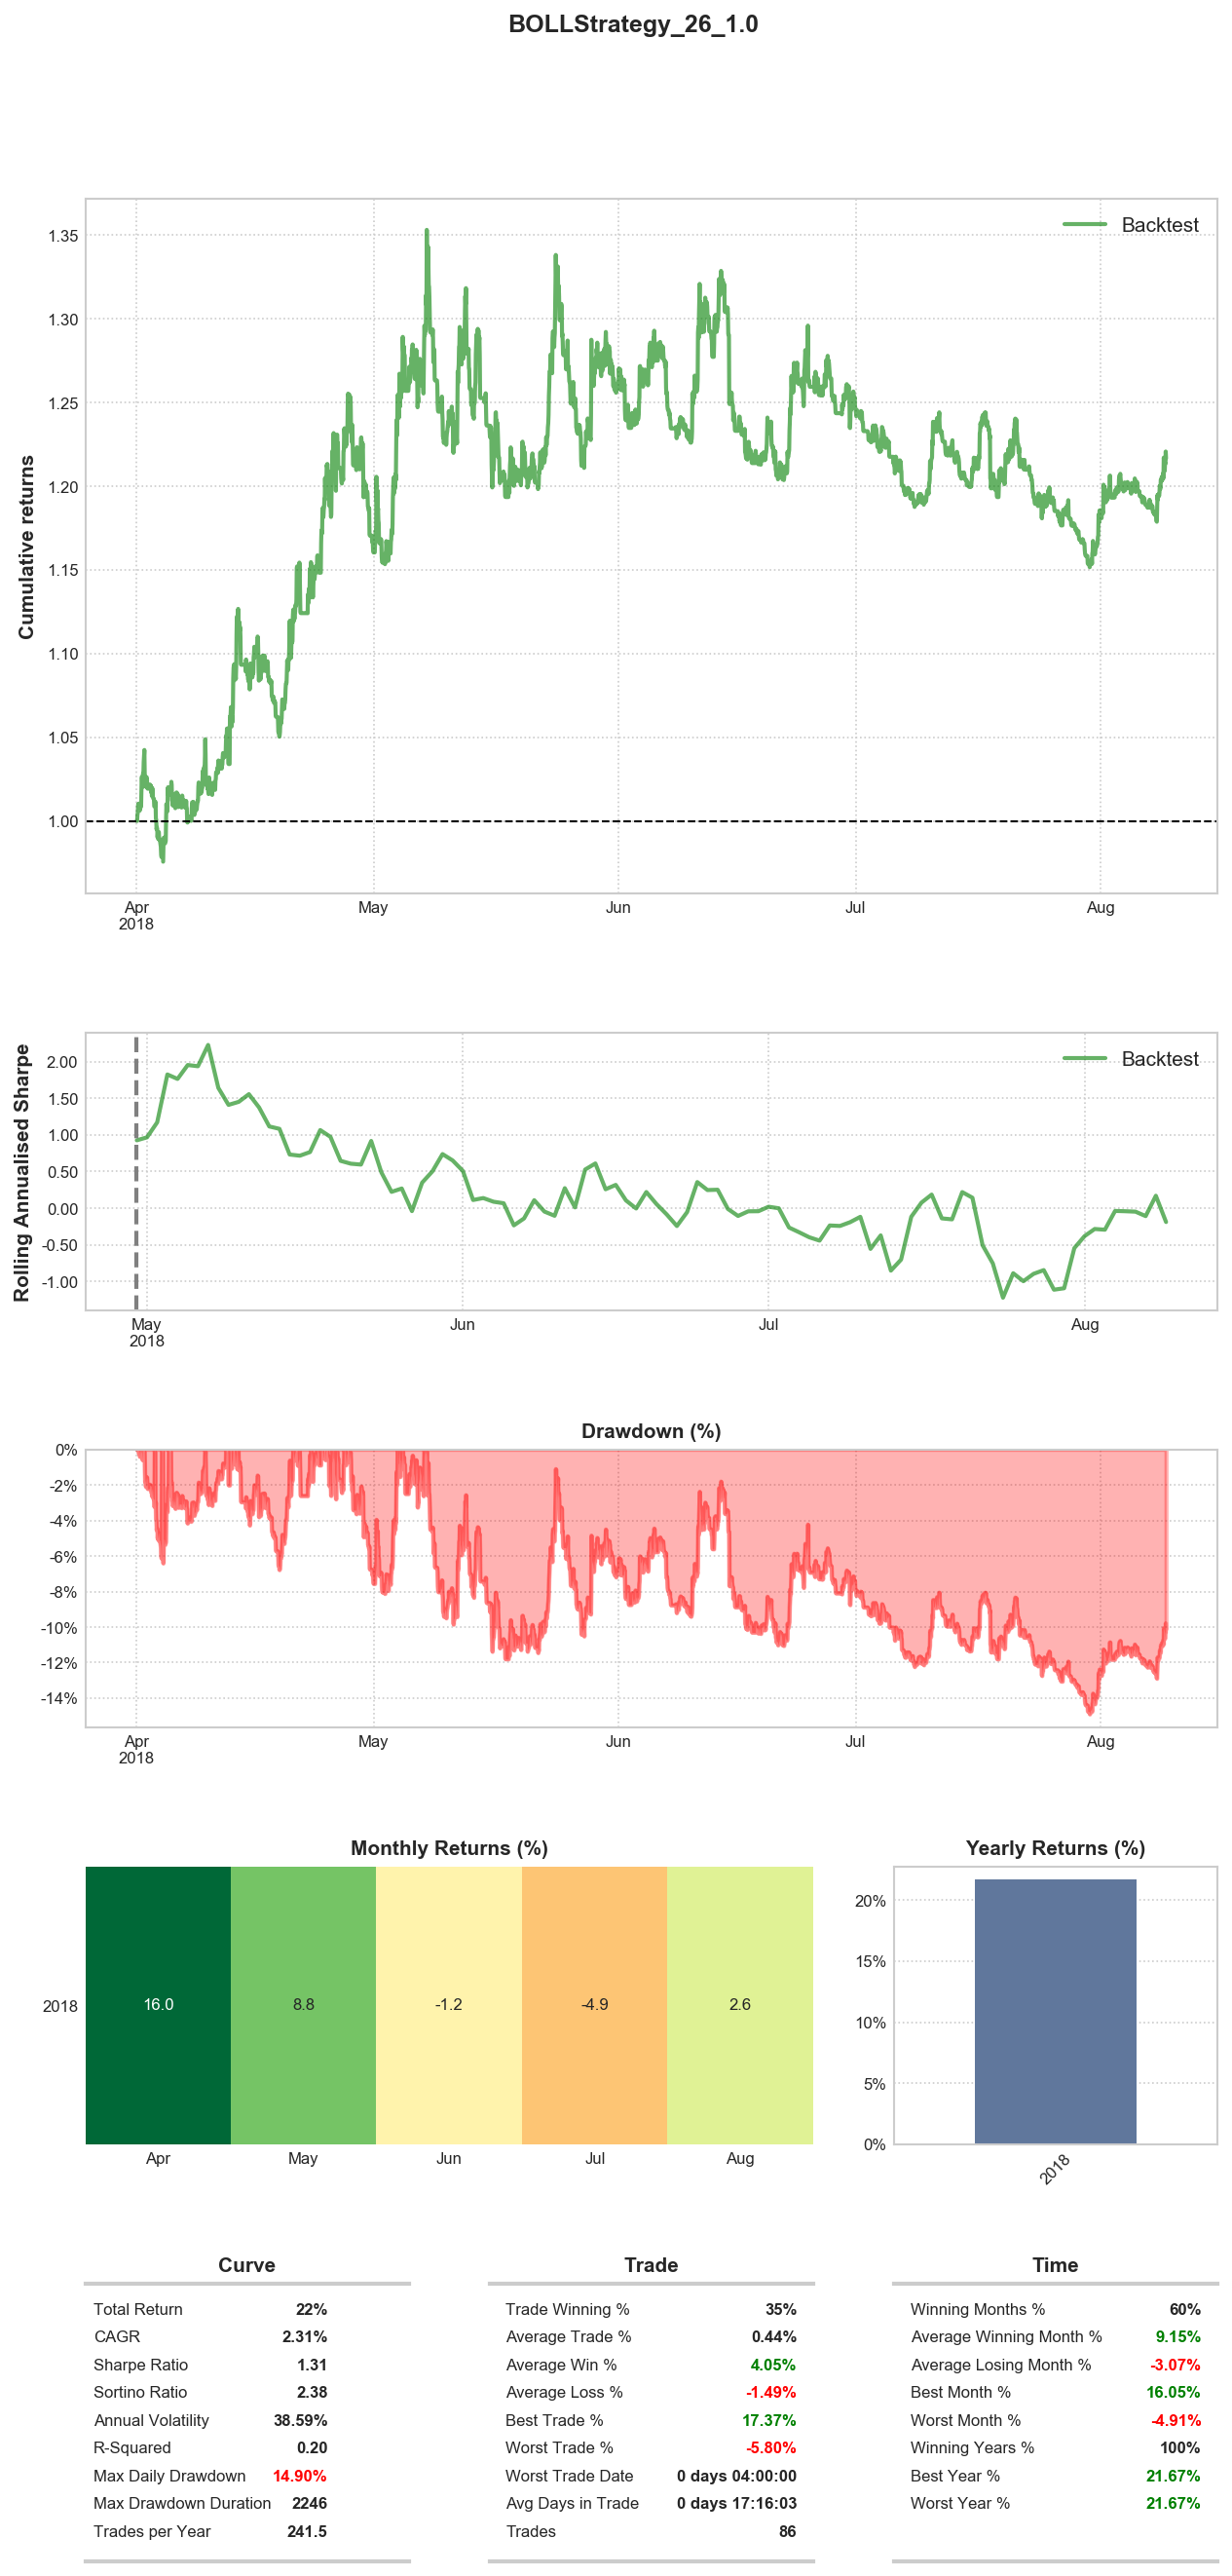 BOLLStrategy_26_1.0
Backtest
Cumulative returns
1.35
1.30
1.25
1.20
1.15
1.10
1.05
1.00
Apr May Jun Jul Aug
2018
Backtest
Rolling Annualised Sharpe
2.00
1.50
1.00
0.50
0.00
-0.50
-1.00
May Jun Jul Aug
2018
Drawdown (%)
0%
-2%
-4%
-6%
-8%
-10%
-12%
-14%
Apr May Jun Jul Aug
2018
Monthly Returns (%)
2018 16.0 8.8 -1.2 -4.9 2.6
Apr May Jun Jul Aug
Yearly Returns (%)
20%
15%
10%
5%
0%
2018
Curve
Total Return 22%
CAGR 2.31%
Sharpe Ratio 1.31
Sortino Ratio 2.38
Annual Volatility 38.59%
R-Squared 0.20
Max Daily Drawdown 14.90%
Max Drawdown Duration 2246
Trades per Year 241.5
Trade
Trade Winning % 35%
Average Trade % 0.44%
Average Win % 4.05%
Average Loss % -1.49%
Best Trade % 17.37%
Worst Trade % -5.80%
Worst Trade Date 0 days 04:00:00
Avg Days in Trade 0 days 17:16:03
Trades 86
Time
Winning Months % 60%
Average Winning Month % 9.15%
Average Losing Month % -3.07%
Best Month % 16.05%
Worst Month % -4.91%
Winning Years % 100%
Best Year % 21.67%
Worst Year % 21.67%